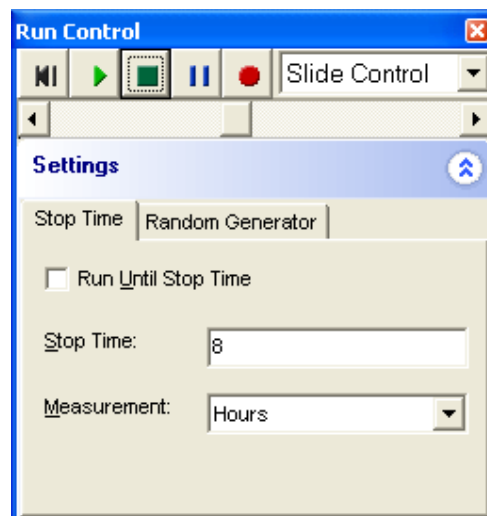 Run Control
Slide Control
Settings
Stop Time Random Generator
Run Until Stop Time
Stop Time: 8
Measurement: Hours